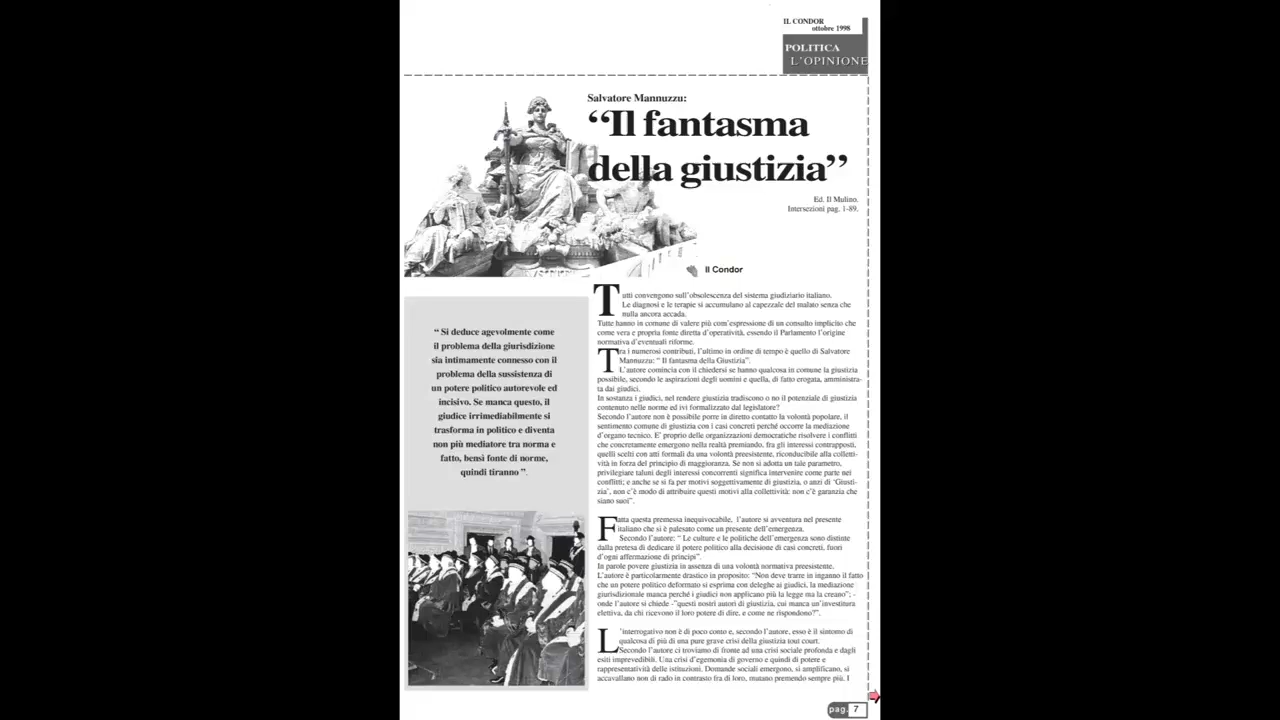 IL CONDOR
ottobre 1998
POLITICA
L'OPINIONE
Salvatore Mannuzzu:
“Il fantasma
della giustizia”
Ed. Il Mulino.
Intersezioni pag. 1-89.
Il Condor
“ Si deduce agevolmente come
il problema della giurisdizione
sia intimamente connesso con il
problema della sussistenza di
un potere politico autorevole ed
incisivo. Se manca questo, il
giudice irrimediabilmente si
trasforma in politico e diventa
non più mediatore tra norma e
fatto, bensì fonte di norme,
quindi tiranno ”.
Tutti convengono sull'obsolescenza del sistema giudiziario italiano.
Le diagnosi e le terapie si accumulano al capezzale del malato senza che
nulla ancora accada.
Tutte hanno in comune di valere più com'espressione di un consulto implicito che
come vera e propria fonte diretta d'operatività, essendo il Parlamento l'origine
normativa d'eventuali riforme.
Tra i numerosi contributi, l'ultimo in ordine di tempo è quello di Salvatore
Mannuzzu: “ Il fantasma della Giustizia”.
L'autore comincia con il chiedersi se hanno qualcosa in comune la giustizia
possibile, secondo le aspirazioni degli uomini e quella, di fatto erogata, amministra-
ta dai giudici.
In sostanza i giudici, nel rendere giustizia tradiscono o no il potenziale di giustizia
contenuto nelle norme ed ivi formalizzato dal legislatore?
Secondo l'autore non è possibile porre in diretto contatto la volontà popolare, il
sentimento comune di giustizia con i casi concreti perché occorre la mediazione
d'organo tecnico. E' proprio delle organizzazioni democratiche risolvere i conflitti
che concretamente emergono nella realtà premiando, fra gli interessi contrapposti,
quelli scelti con atti formali da una volontà preesistente, riconducibile alla colletti-
vità in forza del principio di maggioranza. Se non si adotta un tale parametro,
privilegiare taluni degli interessi concorrenti significa intervenire come parte nei
conflitti; e anche se si fa per motivi soggettivamente di giustizia, o anzi di 'Giusti-
zia', non c'è modo di attribuire questi motivi alla collettività: non c'è garanzia che
siano suoi”.
Fatta questa premessa inequivocabile, l'autore si avventura nel presente
italiano che si è palesato come un presente dell'emergenza.
Secondo l'autore: “ Le culture e le politiche dell'emergenza sono distinte
dalla pretesa di dedicare il potere politico alla decisione di casi concreti, fuori
d'ogni affermazione di principi”.
In parole povere giustizia in assenza di una volontà normativa preesistente.
L'autore è particolarmente drastico in proposito: “Non deve trarre in inganno il fatto
che un potere politico deformato si esprima con deleghe ai giudici, la mediazione
giurisdizionale manca perché i giudici non applicano più la legge ma la creano”; -
onde l'autore si chiede -”questi nostri autori di giustizia, cui manca un'investitura
elettiva, da chi ricevono il loro potere di dire, e come ne rispondono?”.
L'interrogativo non è di poco conto e, secondo l'autore, esso è il sintomo di
qualcosa di più di una pure grave crisi della giustizia tout court.
Secondo l'autore ci troviamo di fronte ad una crisi sociale profonda e dagli
esiti imprevedibili. Una crisi d'egemonia di governo e quindi di potere e
rappresentatività delle istituzioni. Domande sociali emergono, si amplificano, si
accavallano non di rado in contrasto fra di loro, mutano premendo sempre più. I
pag. 7